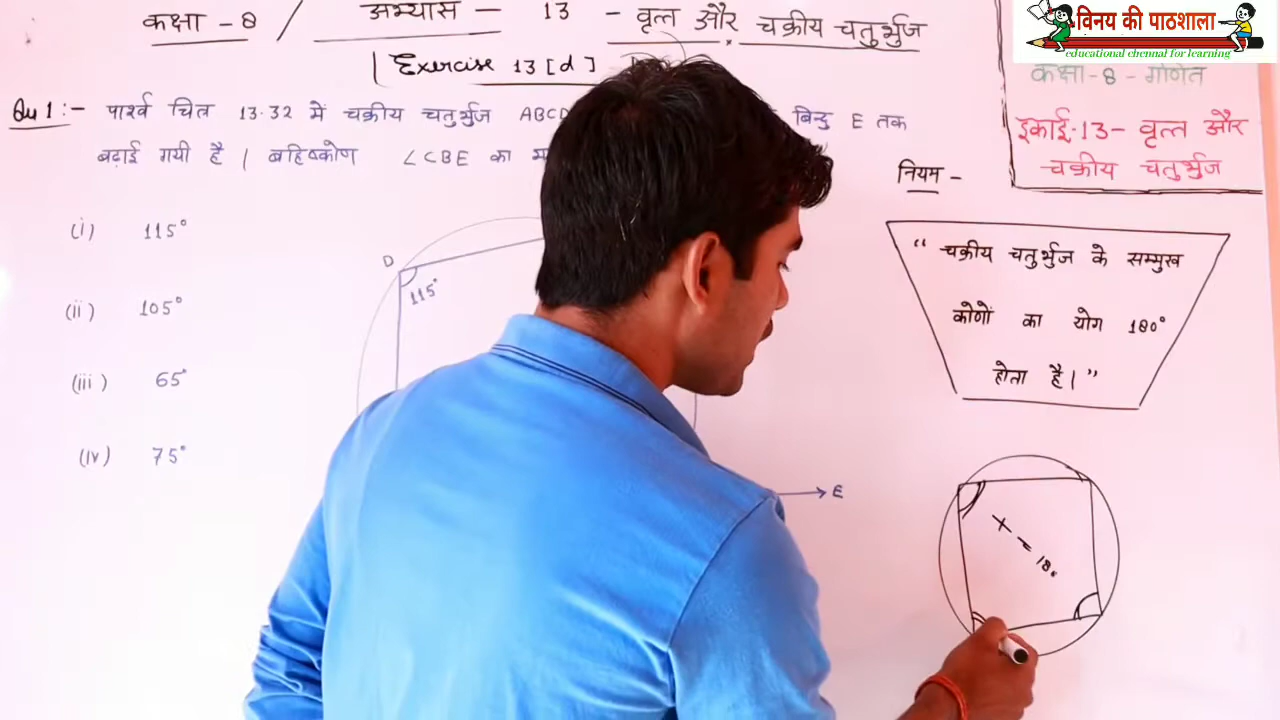 कक्षा - 8 / अभ्यास - 13 - वृत्त और चक्रीय चतुर्भुज
Exercise 13 [d]
Qu 1 :- पार्श्व चित्र 13.32 में चक्रीय चतुर्भुज ABCD बिन्दु E तक
बढ़ाई गयी है | बहिष्कोण ∠CBE का
(i) 115°
(ii) 105°
(iii) 65°
(iv) 75°
D
115°
E
विनय की पाठशाला
educational chennal for learning
कक्षा - 8 - गणित
इकाई-13- वृत्त और
चक्रीय चतुर्भुज
नियम -
“ चक्रीय चतुर्भुज के सम्मुख
कोणों का योग 180°
होता है। ”
+ = 180